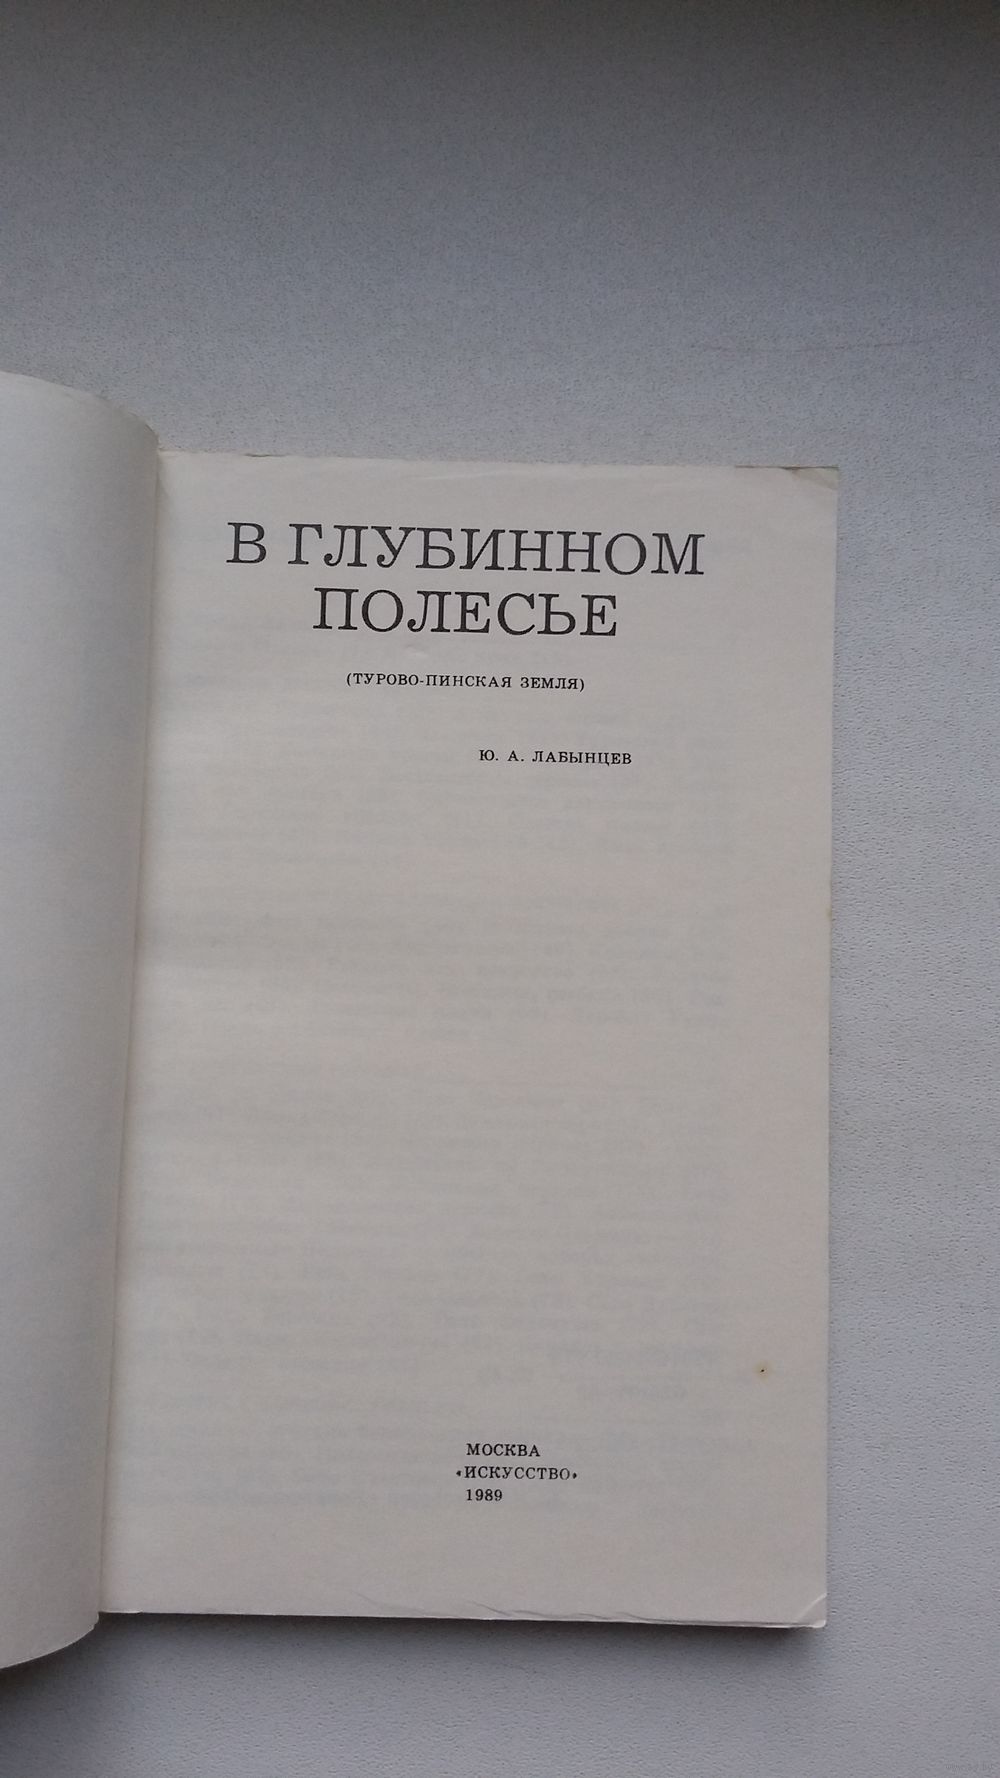 В ГЛУБИННОМ
ПОЛЕСЬЕ
(ТУРОВО-ПИНСКАЯ ЗЕМЛЯ)
Ю. А. ЛАБЫНЦЕВ
МОСКВА
«ИСКУССТВО»
1989